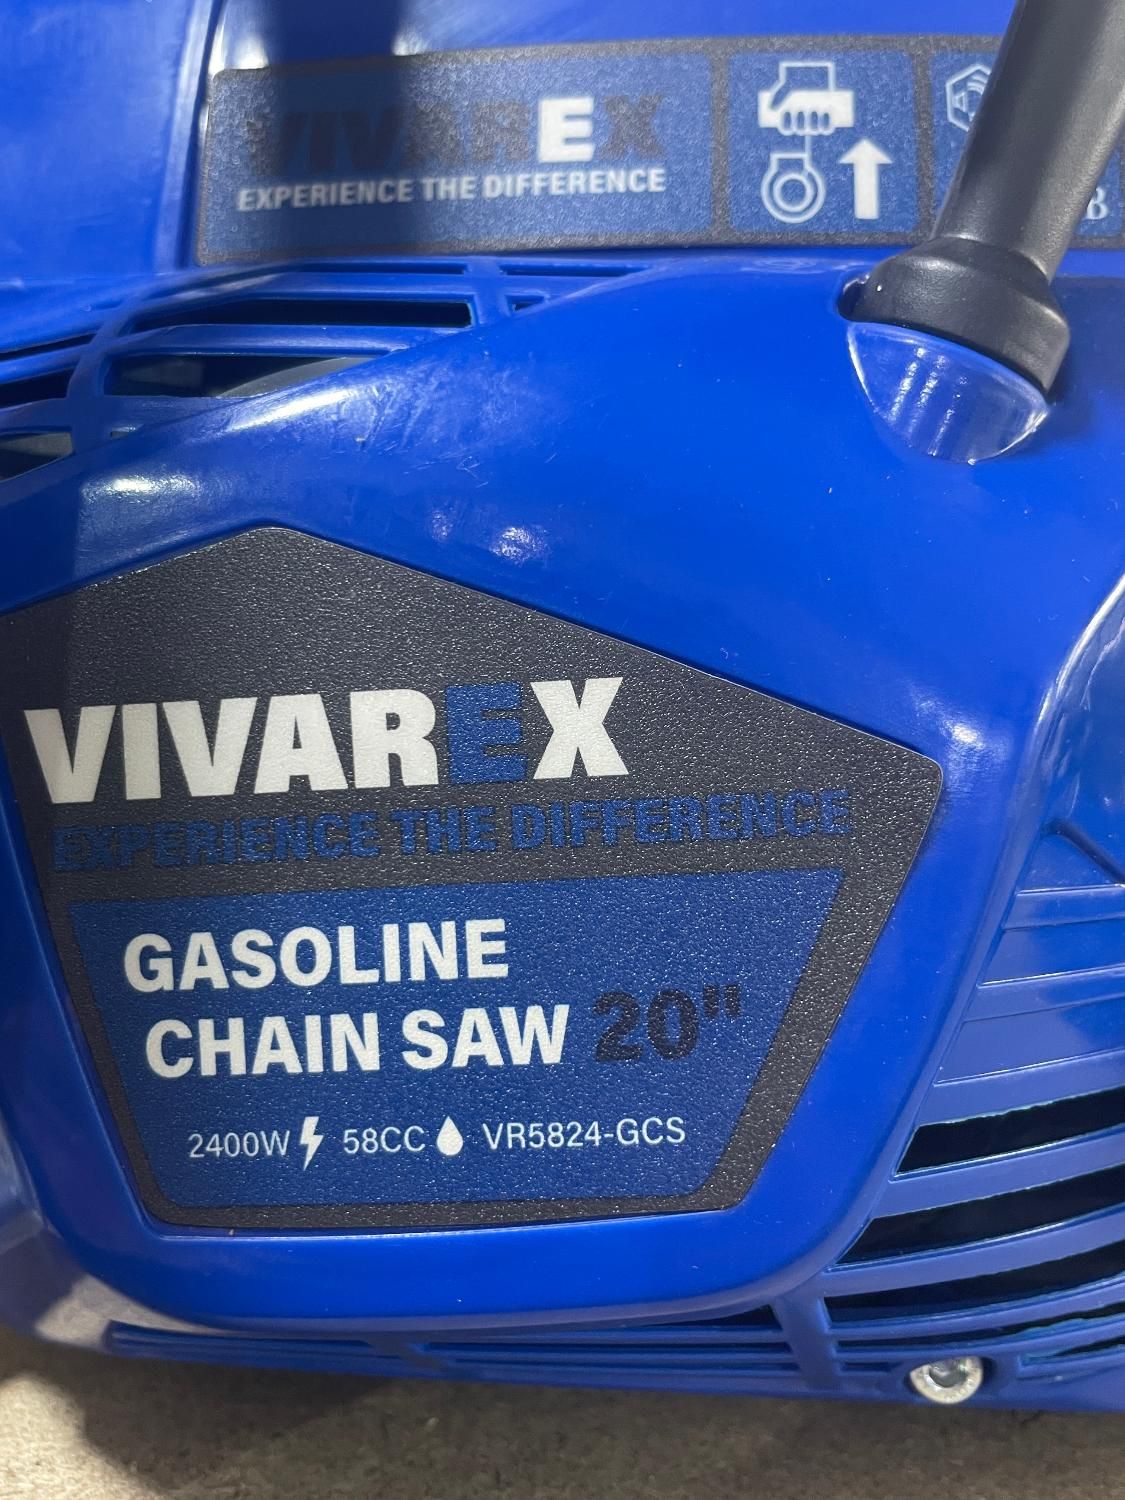 VIVAREX
EXPERIENCE THE DIFFERENCE
VIVAREX
EXPERIENCE THE DIFFERENCE
GASOLINE
CHAIN SAW 20"
2400W 58CC VR5824-GCS